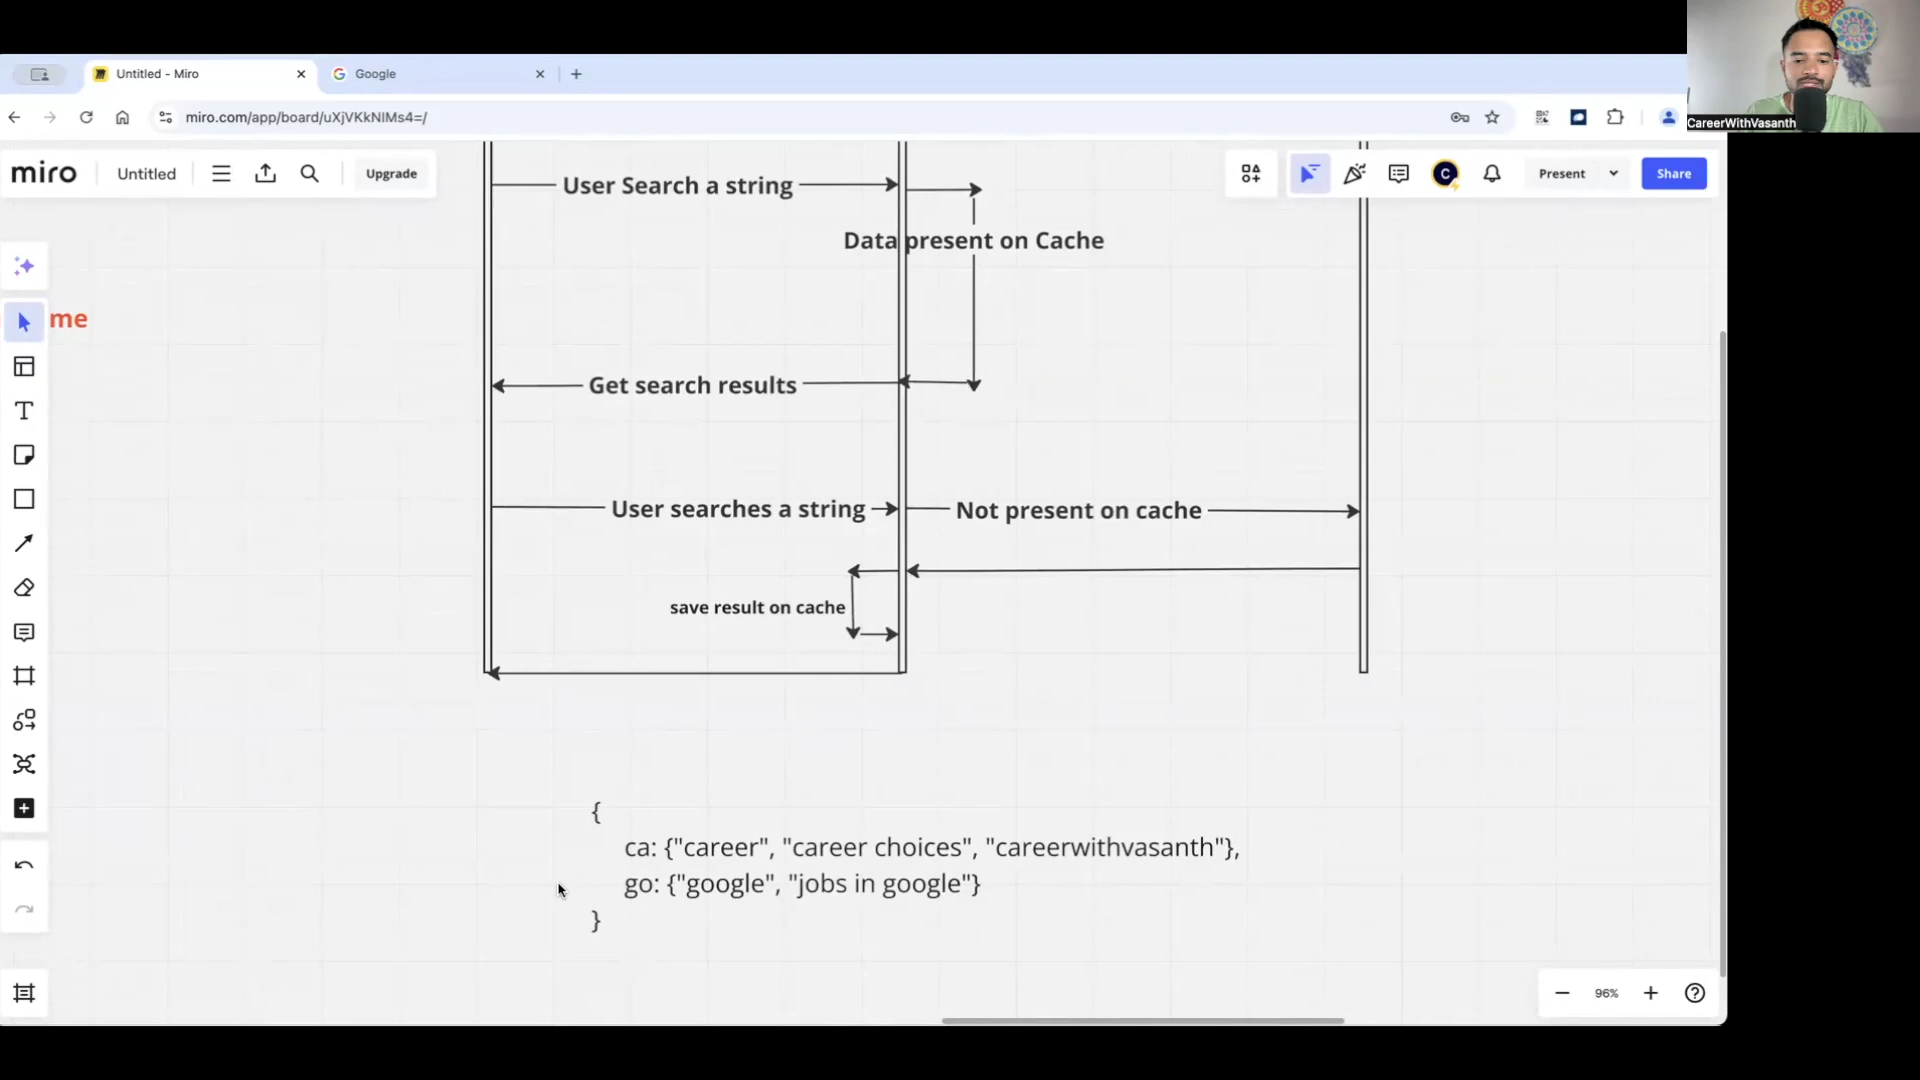 Untitled - Miro
Google
miro.com/app/board/uXjVKkNIMs4=/
CareerWithVasanth
miro
Untitled
Upgrade
C
Present
Share
User Search a string
Data present on Cache
me
Get search results
User searches a string
Not present on cache
save result on cache
{
ca: {"career", "career choices", "careerwithvasanth"},
go: {"google", "jobs in google"}
}
96%